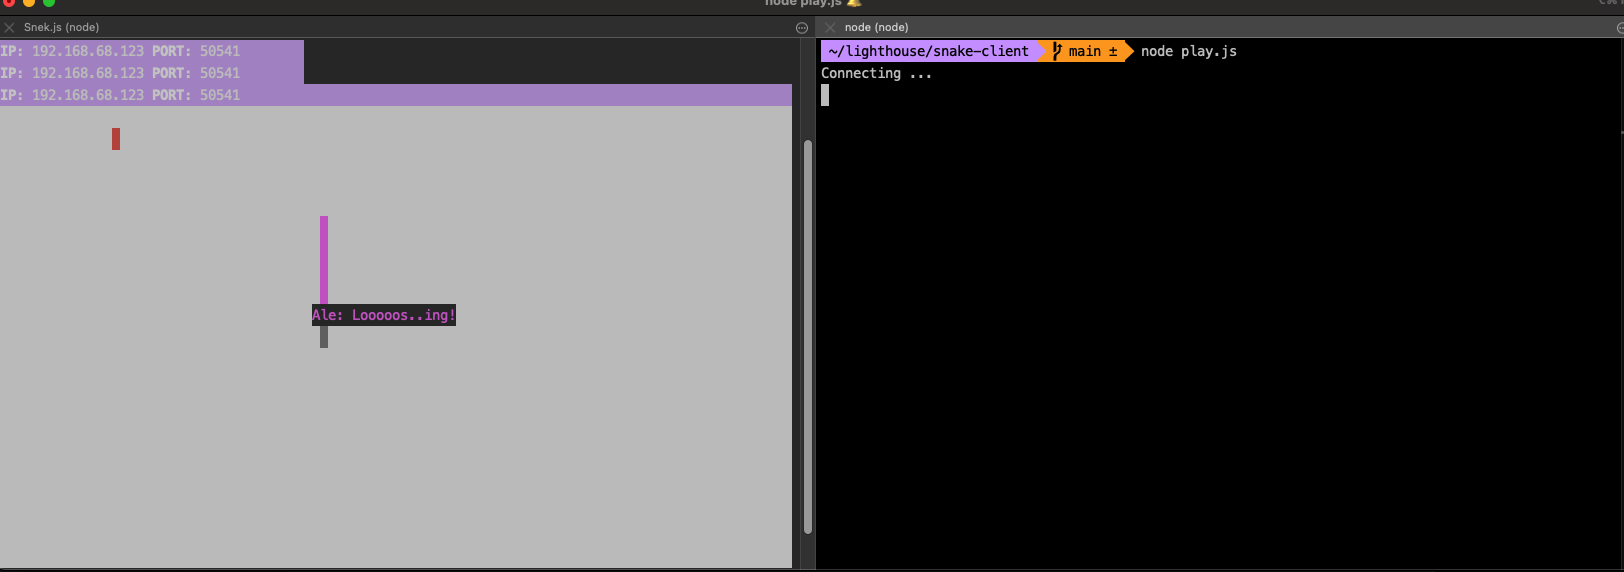 node play.js
Snek.js (node)
IP: 192.168.68.123 PORT: 50541
IP: 192.168.68.123 PORT: 50541
IP: 192.168.68.123 PORT: 50541
Ale: Looooos..ing!
node (node)
~/lighthouse/snake-client main ± node play.js
Connecting ...